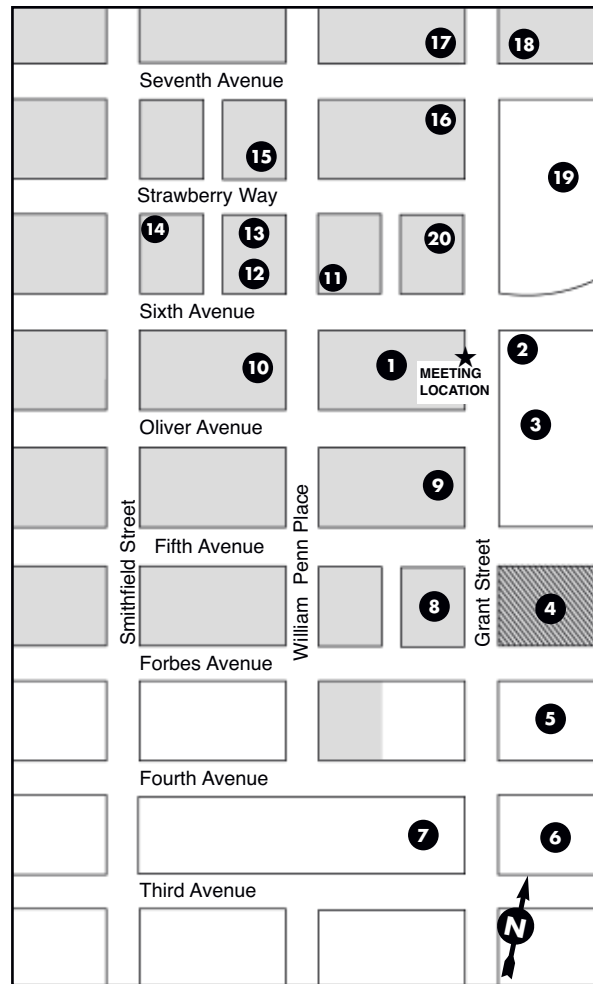 17
18
Seventh Avenue
16
15
19
Strawberry Way
14
13
20
12
11
Sixth Avenue
2
1
MEETING
LOCATION
10
3
Oliver Avenue
9
Smithfield Street
William Penn Place
Grant Street
Fifth Avenue
8
4
Forbes Avenue
5
Fourth Avenue
7
6
Third Avenue
N